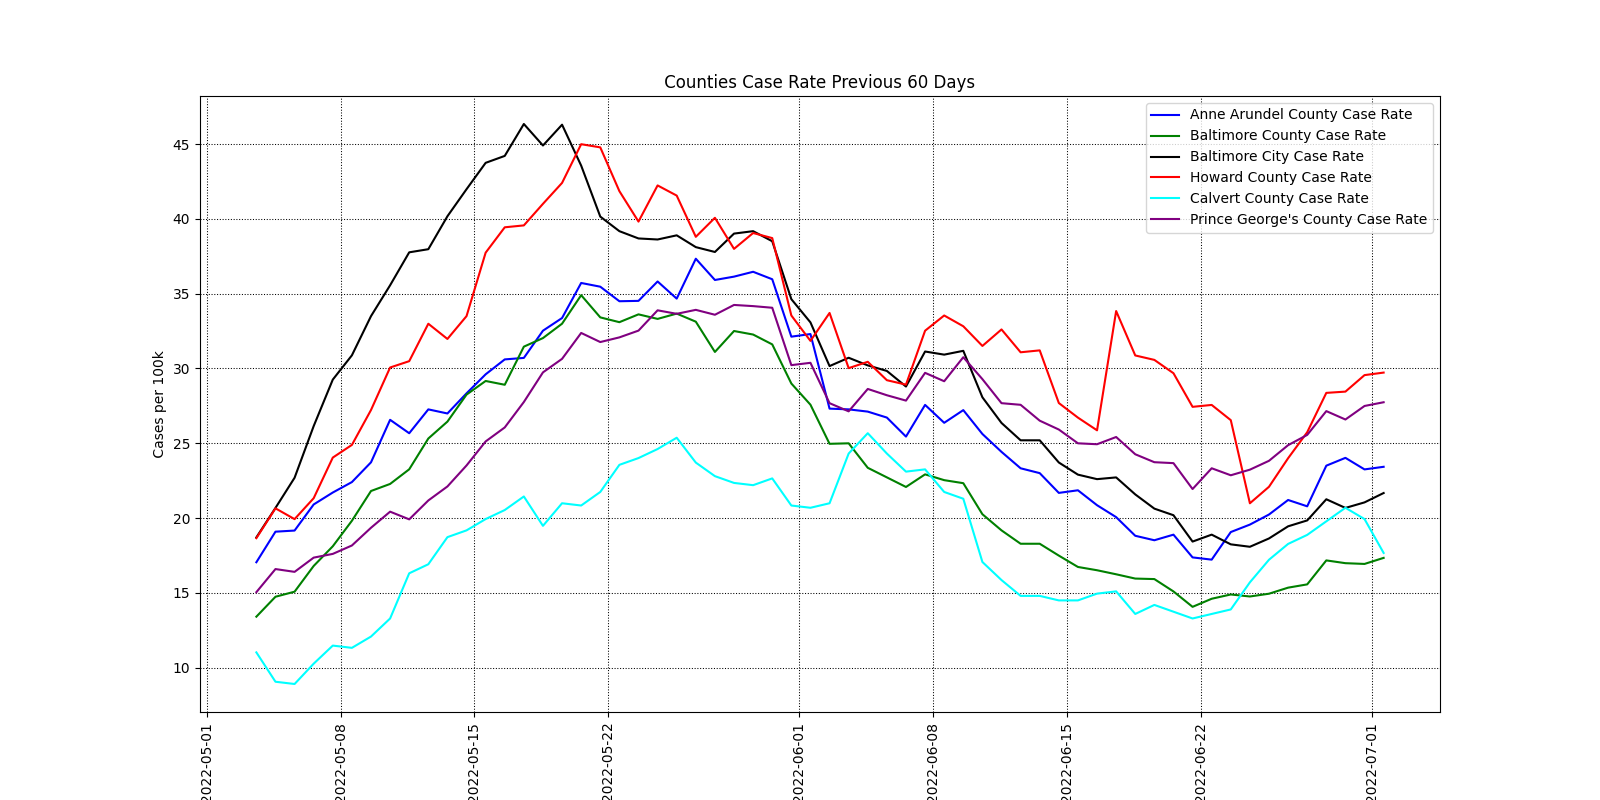 Counties Case Rate Previous 60 Days
Anne Arundel County Case Rate
Baltimore County Case Rate
Baltimore City Case Rate
Howard County Case Rate
Calvert County Case Rate
Prince George's County Case Rate
Cases per 100k
45
40
35
30
25
20
15
10
2022-05-01
2022-05-08
2022-05-15
2022-05-22
2022-06-01
2022-06-08
2022-06-15
2022-06-22
2022-07-01